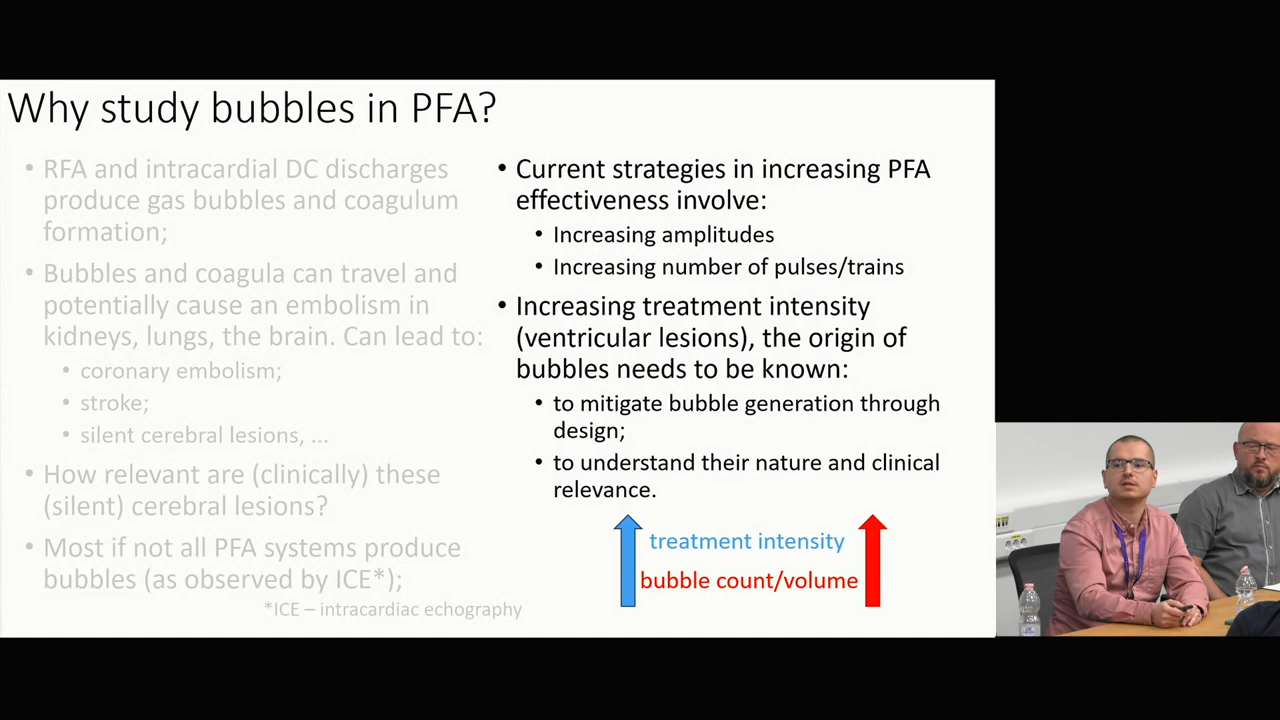 Why study bubbles in PFA?
• RFA and intracardial DC discharges
produce gas bubbles and coagulum
formation;
• Bubbles and coagula can travel and
potentially cause an embolism in
kidneys, lungs, the brain. Can lead to:
• coronary embolism;
• stroke;
• silent cerebral lesions, ...
• How relevant are (clinically) these
(silent) cerebral lesions?
• Most if not all PFA systems produce
bubbles (as observed by ICE*);
*ICE – intracardiac echography
• Current strategies in increasing PFA
effectiveness involve:
• Increasing amplitudes
• Increasing number of pulses/trains
• Increasing treatment intensity
(ventricular lesions), the origin of
bubbles needs to be known:
• to mitigate bubble generation through
design;
• to understand their nature and clinical
relevance.
treatment intensity
bubble count/volume